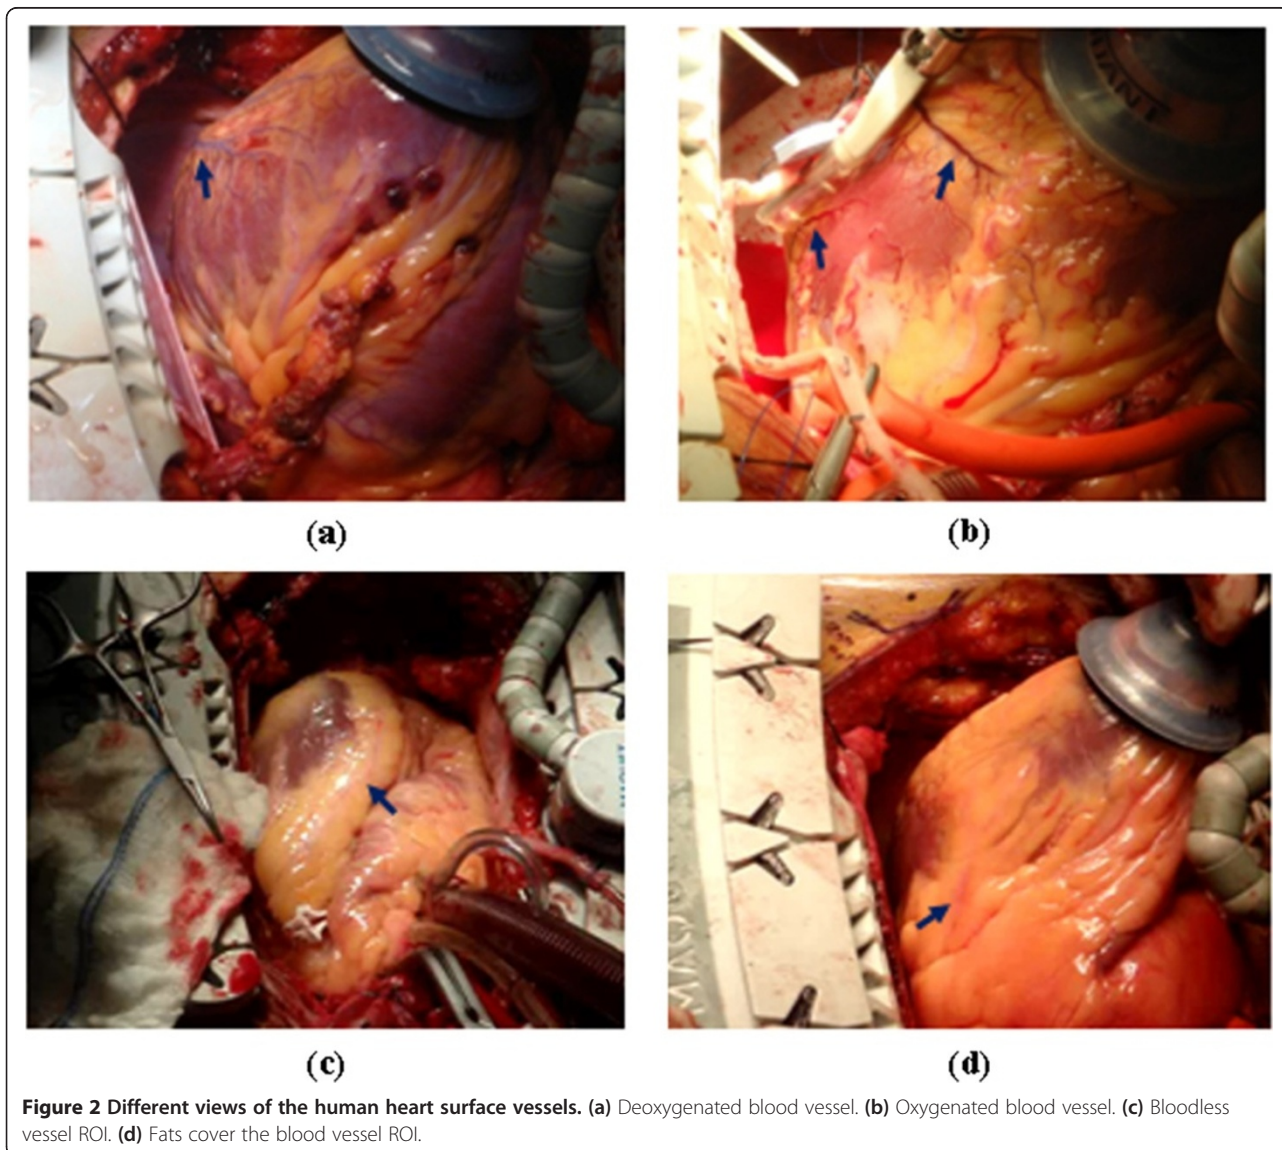 (a)
(b)
(c)
(d)
Figure 2 Different views of the human heart surface vessels. (a) Deoxygenated blood vessel. (b) Oxygenated blood vessel. (c) Bloodless
vessel ROI. (d) Fats cover the blood vessel ROI.